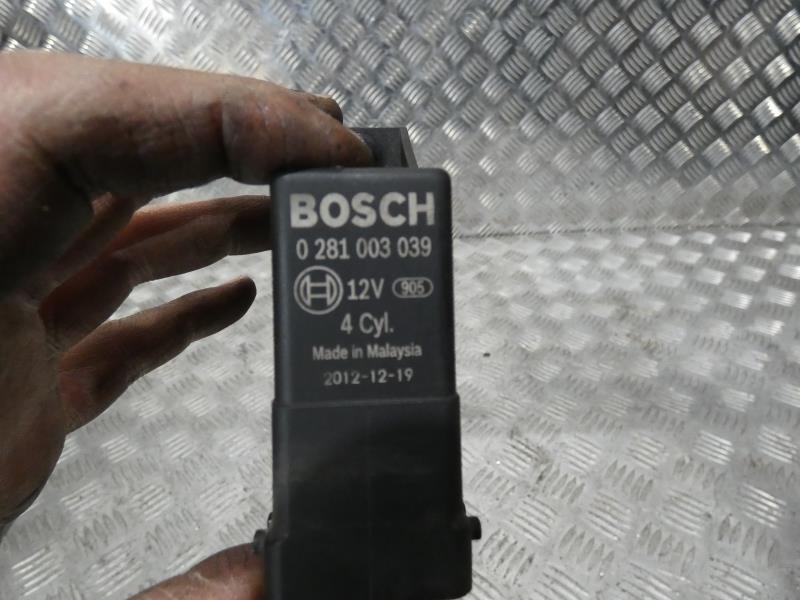 BOSCH
0 281 003 039
12V 905
4 Cyl.
Made in Malaysia
2012-12-19